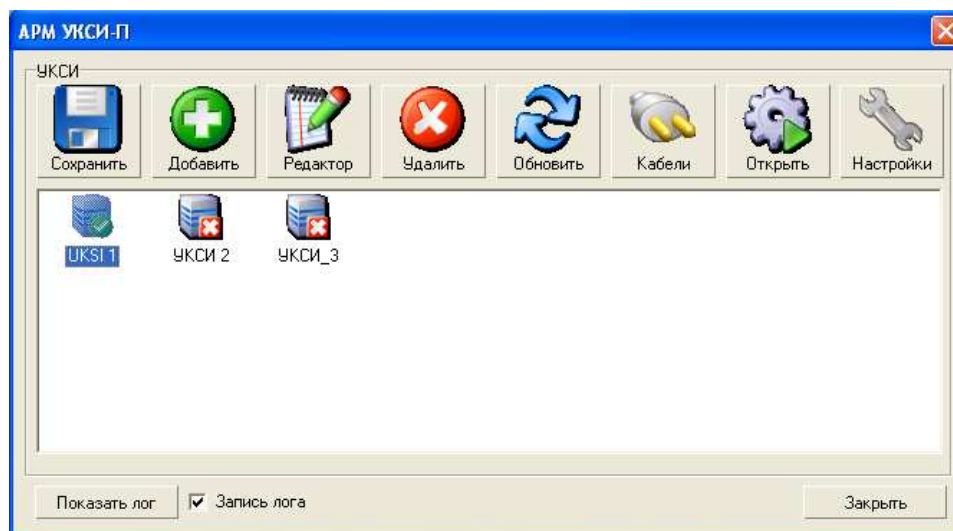 АРМ УКСИ-П
УКСИ
Сохранить Добавить Редактор Удалить Обновить Кабели Открыть Настройки
UKSI 1 УКСИ 2 УКСИ_3
Показать лог Запись лога Закрыть